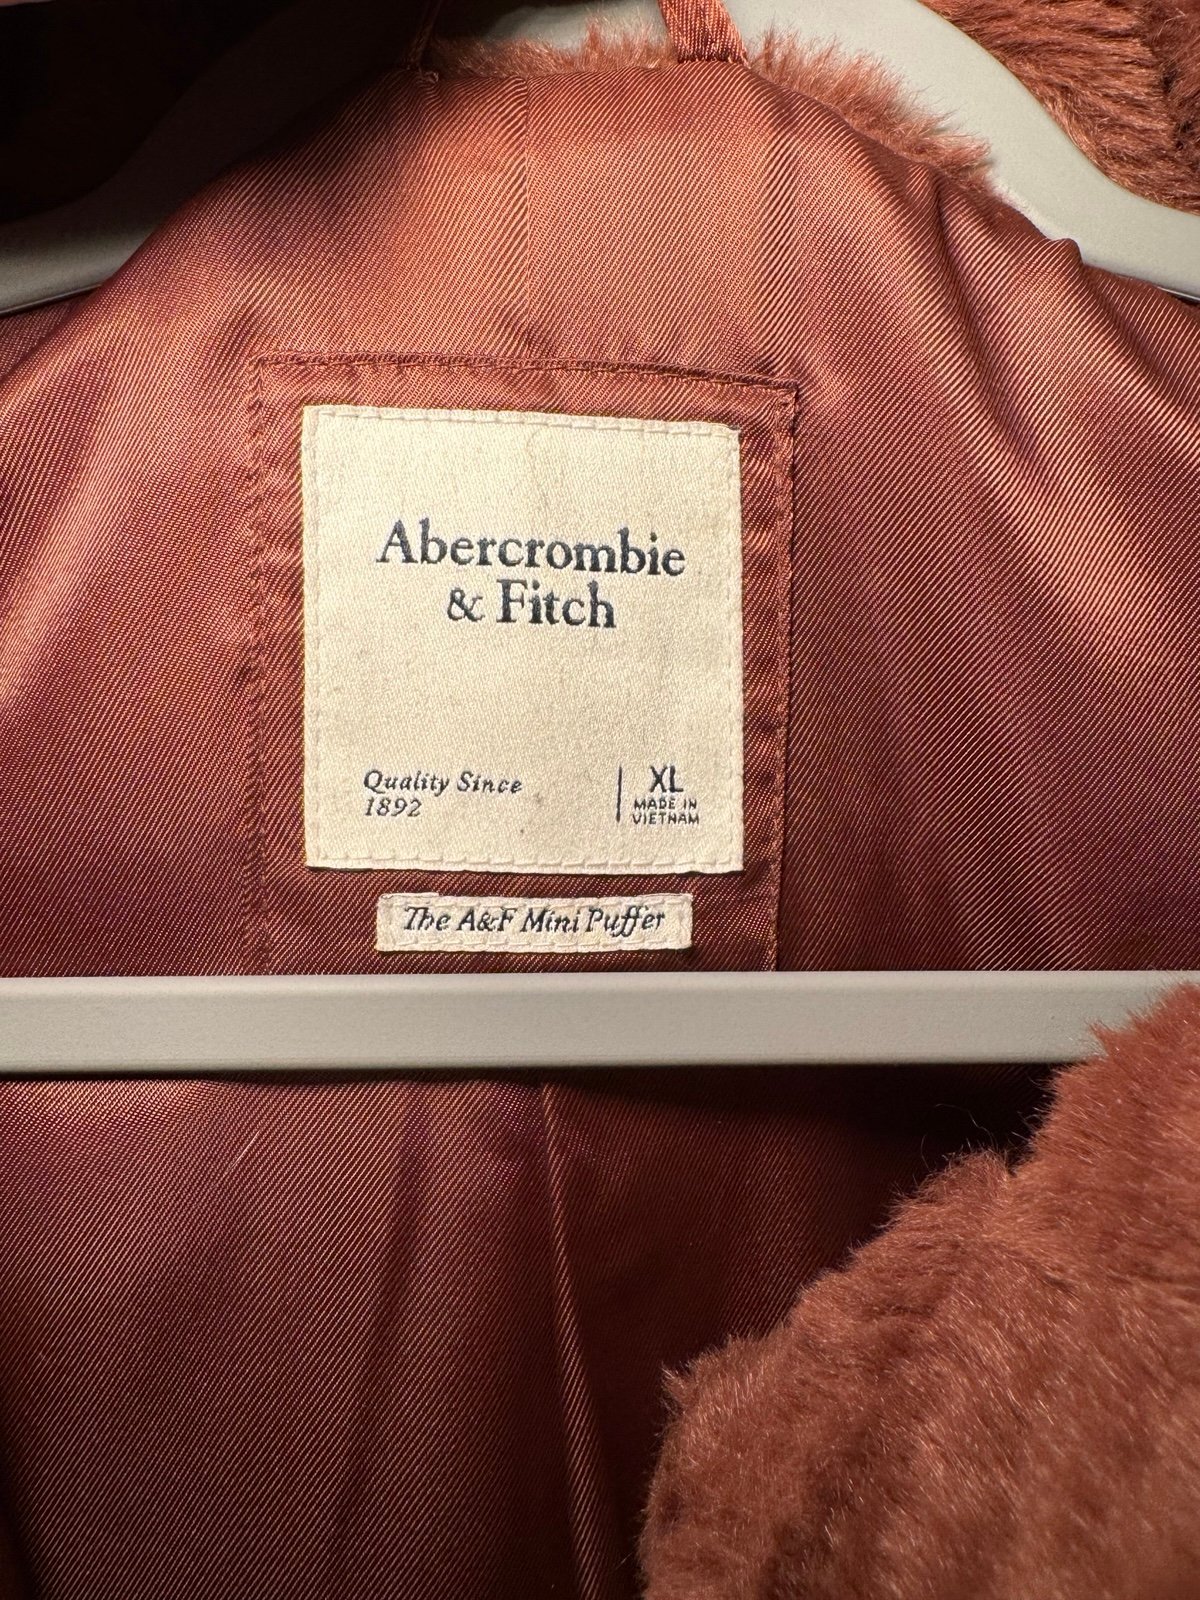 Abercrombie
& Fitch
Quality Since
1892
XL
MADE IN
VIETNAM
The A&F Mini Puffer